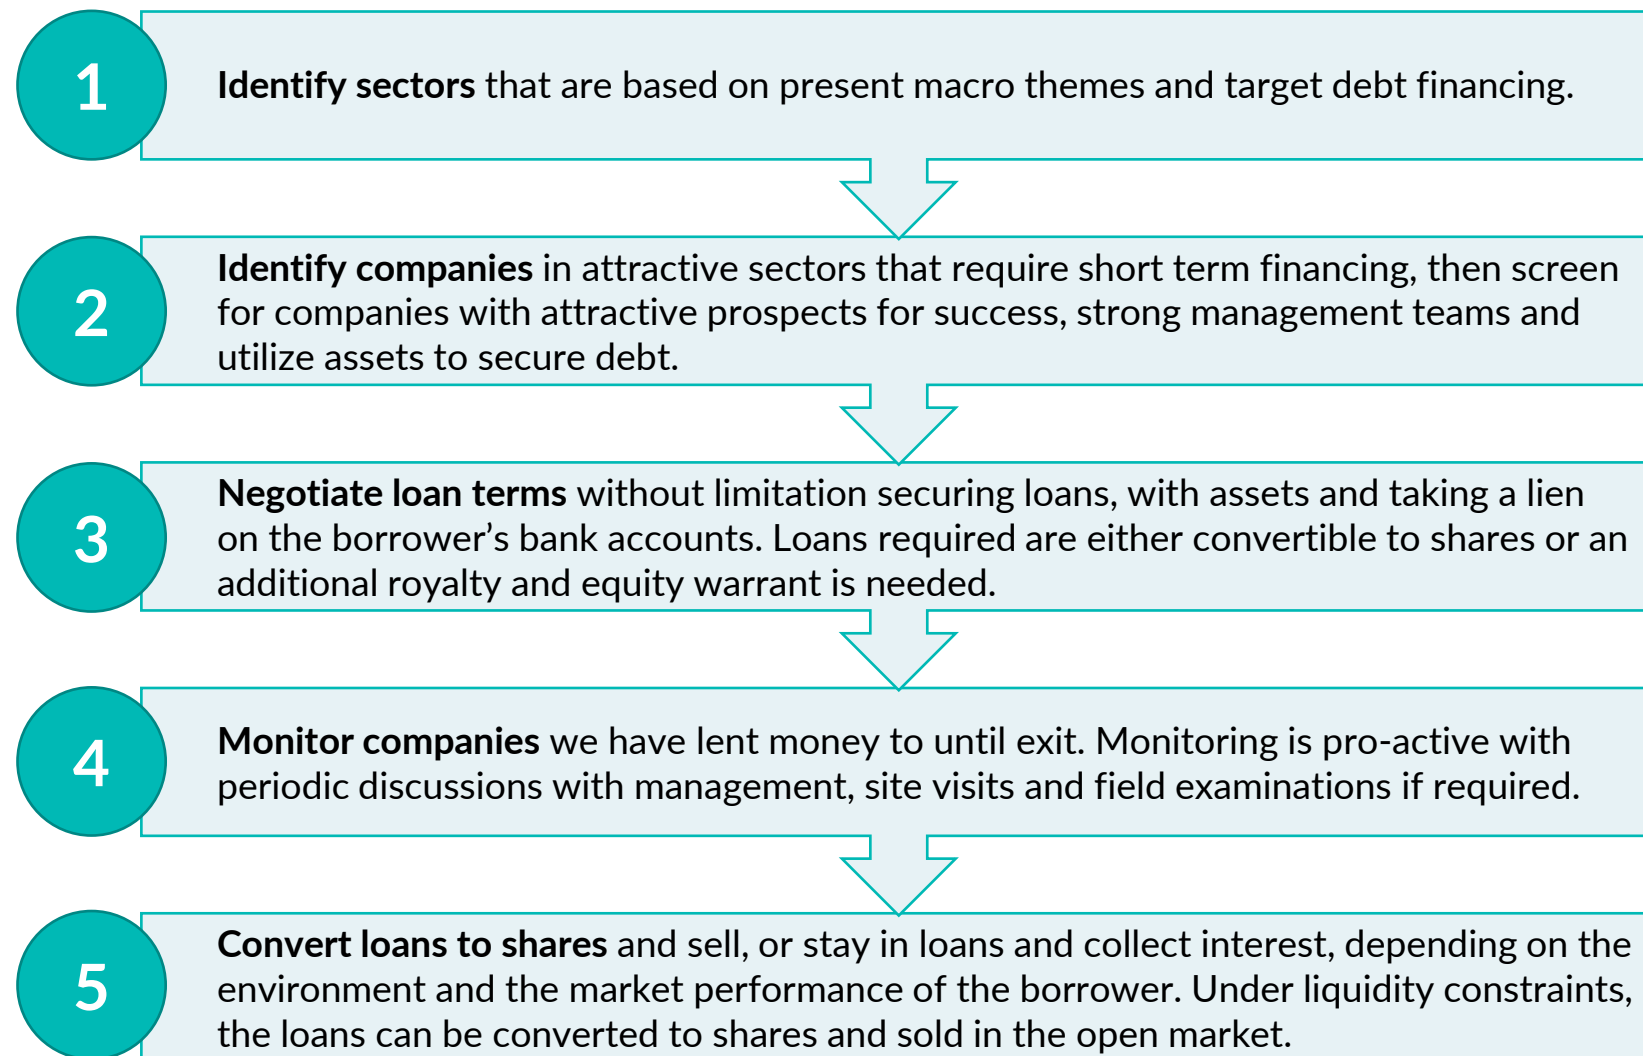 1
Identify sectors that are based on present macro themes and target debt financing.
2
Identify companies in attractive sectors that require short term financing, then screen
for companies with attractive prospects for success, strong management teams and
utilize assets to secure debt.
3
Negotiate loan terms without limitation securing loans, with assets and taking a lien
on the borrower’s bank accounts. Loans required are either convertible to shares or an
additional royalty and equity warrant is needed.
4
Monitor companies we have lent money to until exit. Monitoring is pro-active with
periodic discussions with management, site visits and field examinations if required.
5
Convert loans to shares and sell, or stay in loans and collect interest, depending on the
environment and the market performance of the borrower. Under liquidity constraints,
the loans can be converted to shares and sold in the open market.